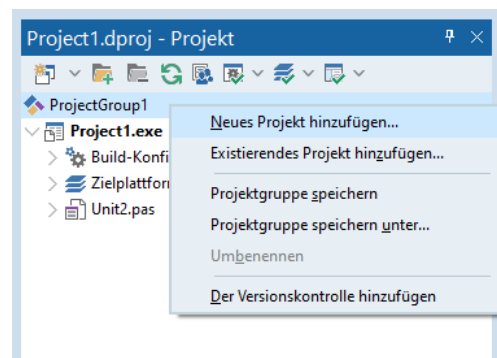 Project1.dproj - Projekt
ProjectGroup1
Neues Projekt hinzufügen...
Project1.exe
Existierendes Projekt hinzufügen...
Build-Konfi
Zielplattfor
Projektgruppe speichern
Unit2.pas
Projektgruppe speichern unter...
Umbenennen
Der Versionskontrolle hinzufügen